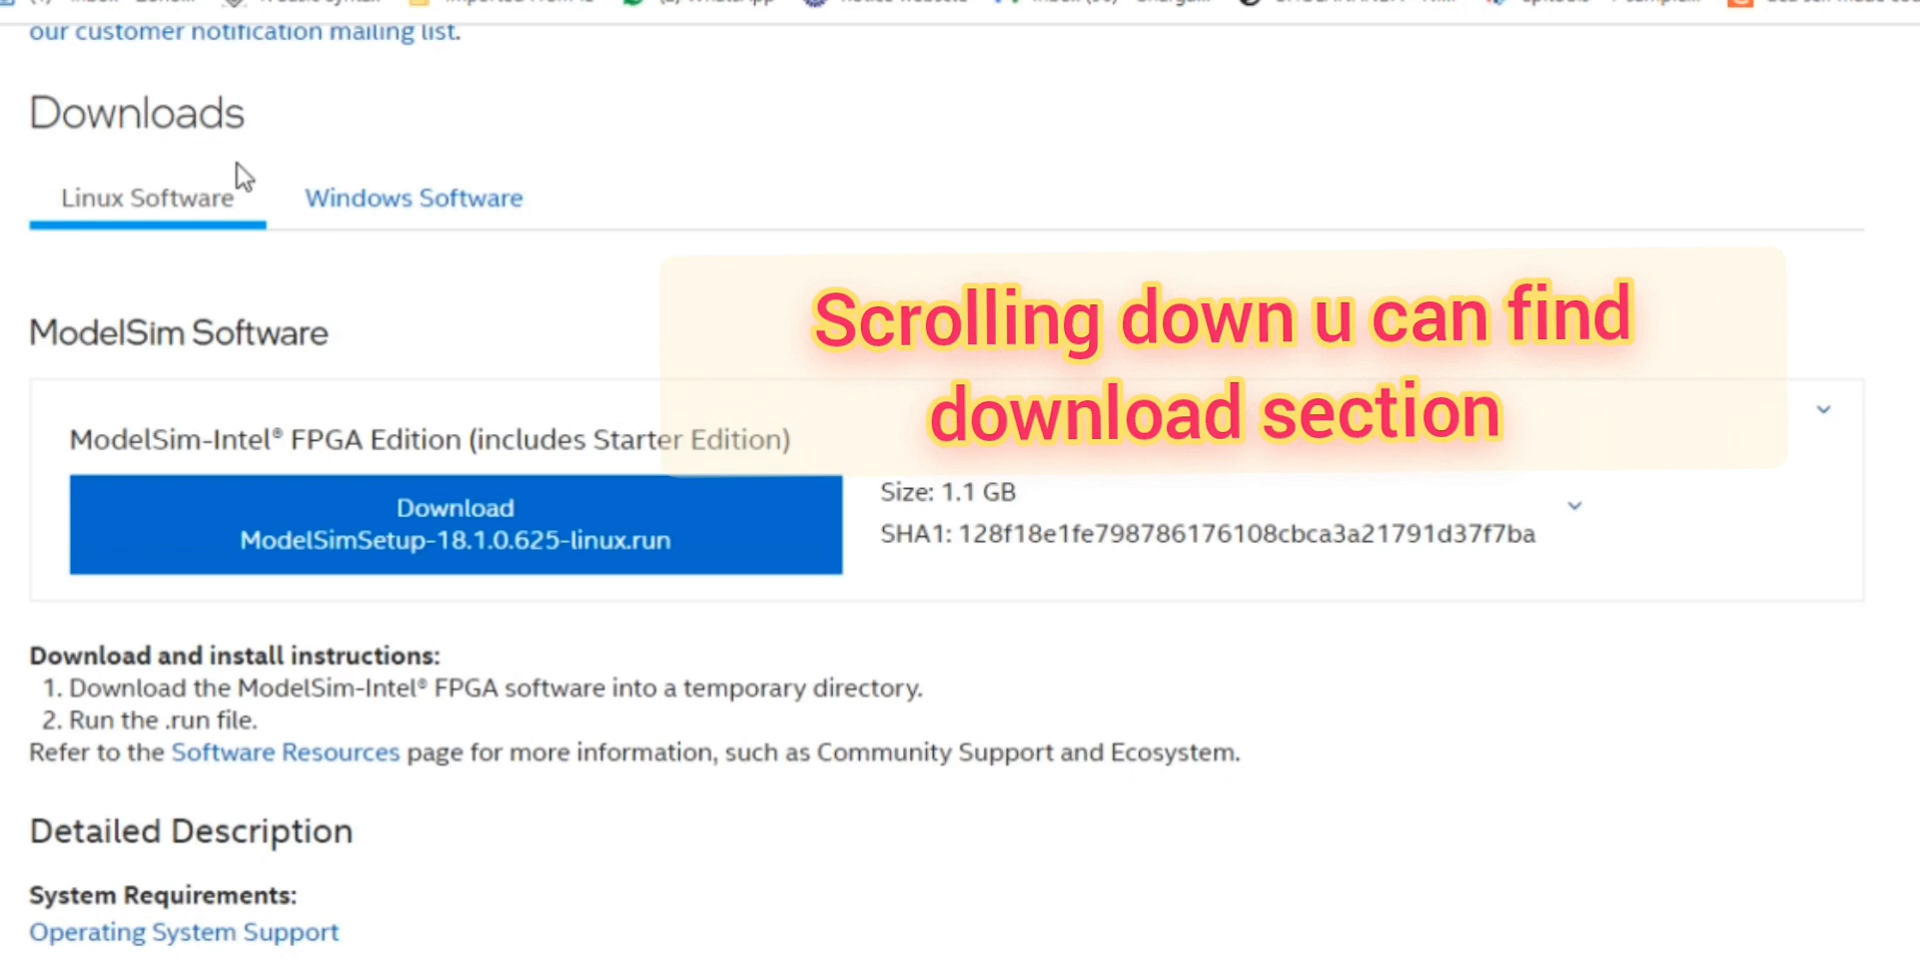 our customer notification mailing list.
Downloads
Linux Software
Windows Software
Scrolling down u can find
download section
ModelSim Software
ModelSim-Intel® FPGA Edition (includes Starter Edition)
Download
ModelSimSetup-18.1.0.625-linux.run
Size: 1.1 GB
SHA1: 128f18e1fe798786176108cbca3a21791d37f7ba
Download and install instructions:
1. Download the ModelSim-Intel® FPGA software into a temporary directory.
2. Run the .run file.
Refer to the Software Resources page for more information, such as Community Support and Ecosystem.
Detailed Description
System Requirements:
Operating System Support